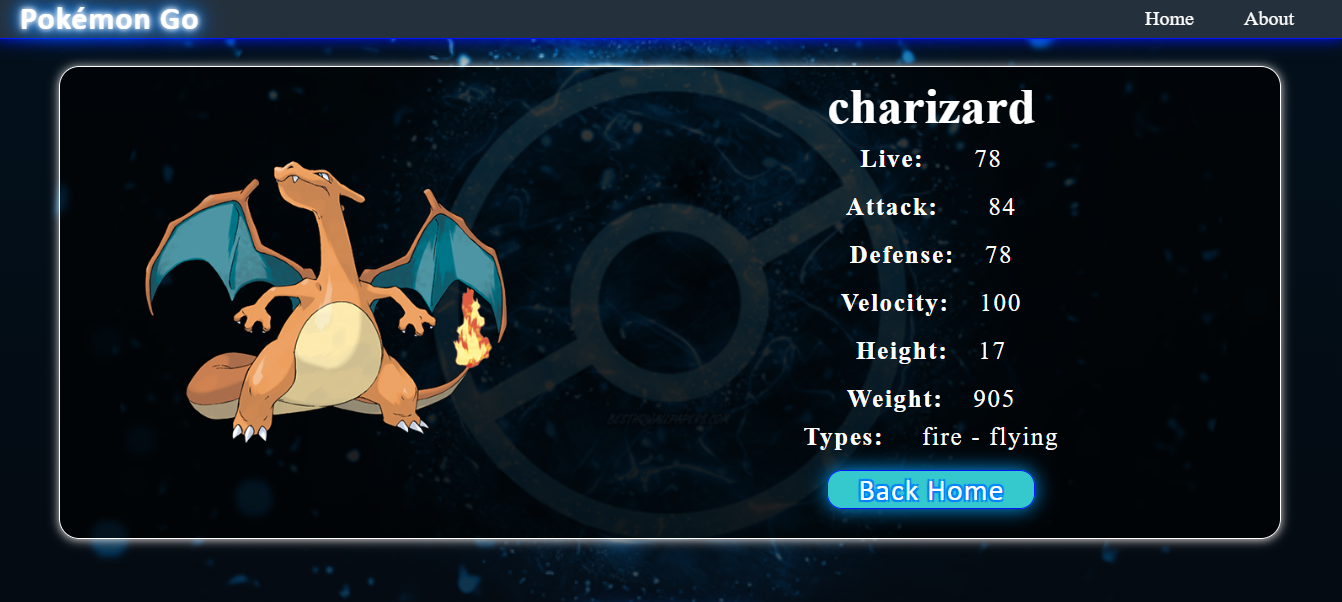 Pokémon Go
Home About
charizard
Live: 78
Attack: 84
Defense: 78
Velocity: 100
Height: 17
Weight: 905
Types: fire - flying
Back Home